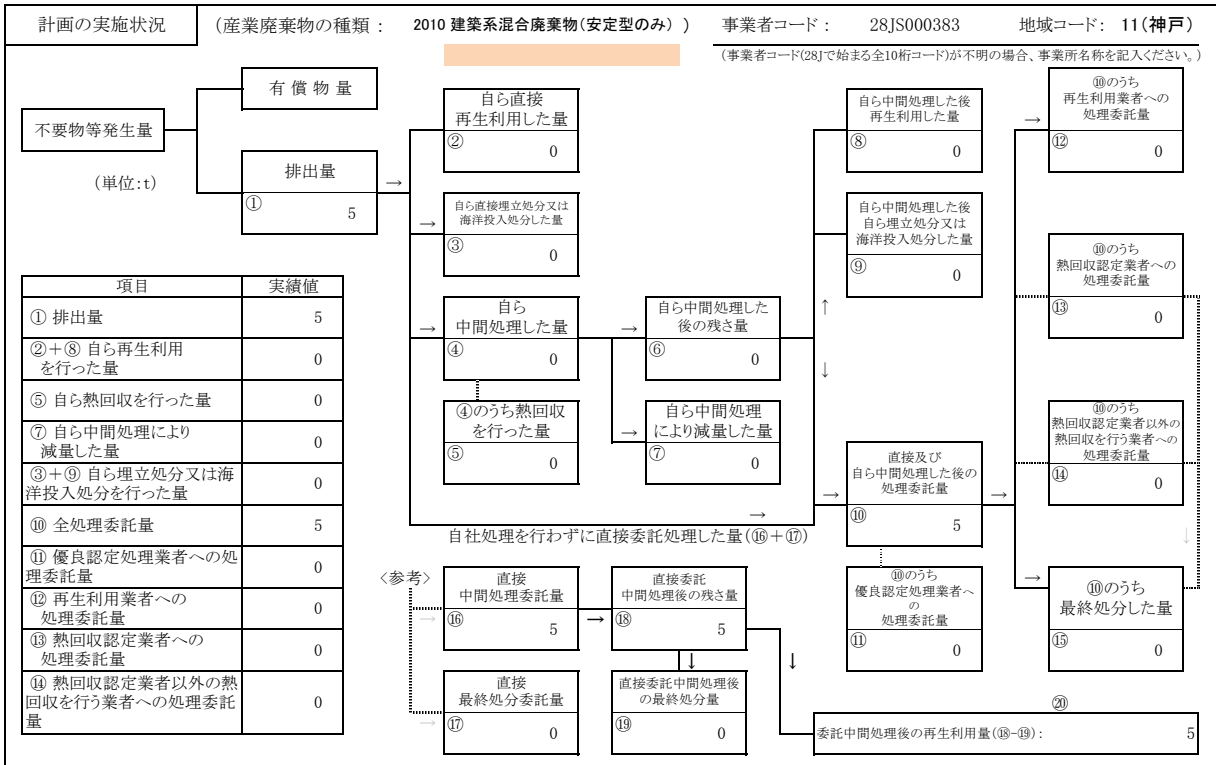 計画の実施状況
(産業廃棄物の種類： 2010 建築系混合廃棄物(安定型のみ) )
事業者コード： 28JS000383 地域コード： 11(神戸)
(事業者コード(28Jで始まる全10桁コード)が不明の場合、事業所名称を記入ください。)
不要物等発生量
(単位:t)
有償物量
排出量
① 5
→
自ら直接
再生利用した量
② 0
→
自ら直接埋立処分又は
海洋投入処分した量
③ 0
→
自ら
中間処理した量
④ 0
④のうち熱回収
を行った量
⑤ 0
→
自ら中間処理した
後の残さ量
⑥ 0
→
自ら中間処理
により減量した量
⑦ 0
自ら中間処理した後
再生利用した量
⑧ 0
自ら中間処理した後
自ら埋立処分又は
海洋投入処分した量
⑨ 0
↑
↓
→
直接及び
自ら中間処理した後の
処理委託量
⑩ 5
→
⑩のうち
優良認定処理業者へ
の
処理委託量
⑪ 0
→
⑩のうち
再生利用業者への
処理委託量
⑫ 0
⑩のうち
熱回収認定業者への
処理委託量
⑬ 0
⑩のうち
熱回収認定業者以外の
熱回収を行う業者への
処理委託量
⑭ 0
↓
→
⑩のうち
最終処分した量
⑮ 0
→
自社処理を行わずに直接委託処理した量(⑯＋⑰)
<参考>
→
直接
中間処理委託量
⑯ 5
→
直接委託
中間処理後の残さ量
⑱ 5
→
直接
最終処分委託量
⑰ 0
↓
直接委託中間処理後
の最終処分量
⑲ 0
↓
⑳
委託中間処理後の再生利用量(⑱-⑲)： 5
項目 実績値
① 排出量 5
②＋⑧ 自ら再生利用
を行った量 0
⑤ 自ら熱回収を行った量 0
⑦ 自ら中間処理により
減量した量 0
③＋⑨ 自ら埋立処分又は海
洋投入処分を行った量 0
⑩ 全処理委託量 5
⑪ 優良認定処理業者への処
理委託量 0
⑫ 再生利用業者への
処理委託量 0
⑬ 熱回収認定業者への
処理委託量 0
⑭ 熱回収認定業者以外の熱
回収を行う業者への処理委託
量 0